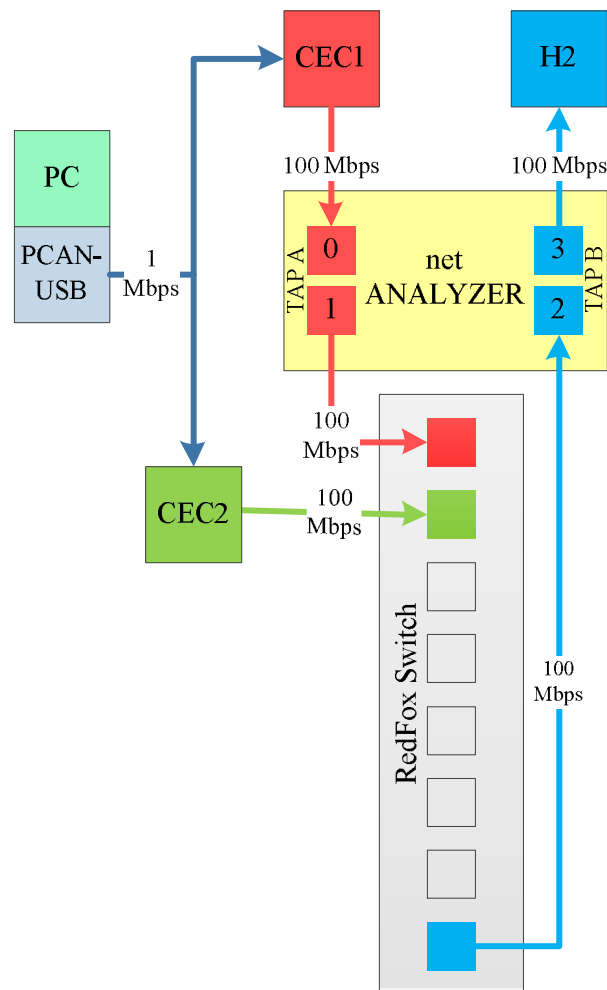 CEC1
H2
100 Mbps
100 Mbps
PC
PCAN-
USB
1
Mbps
TAP A
0
1
net
ANALYZER
3
2
TAP B
100
Mbps
CEC2
100
Mbps
RedFox Switch
100
Mbps